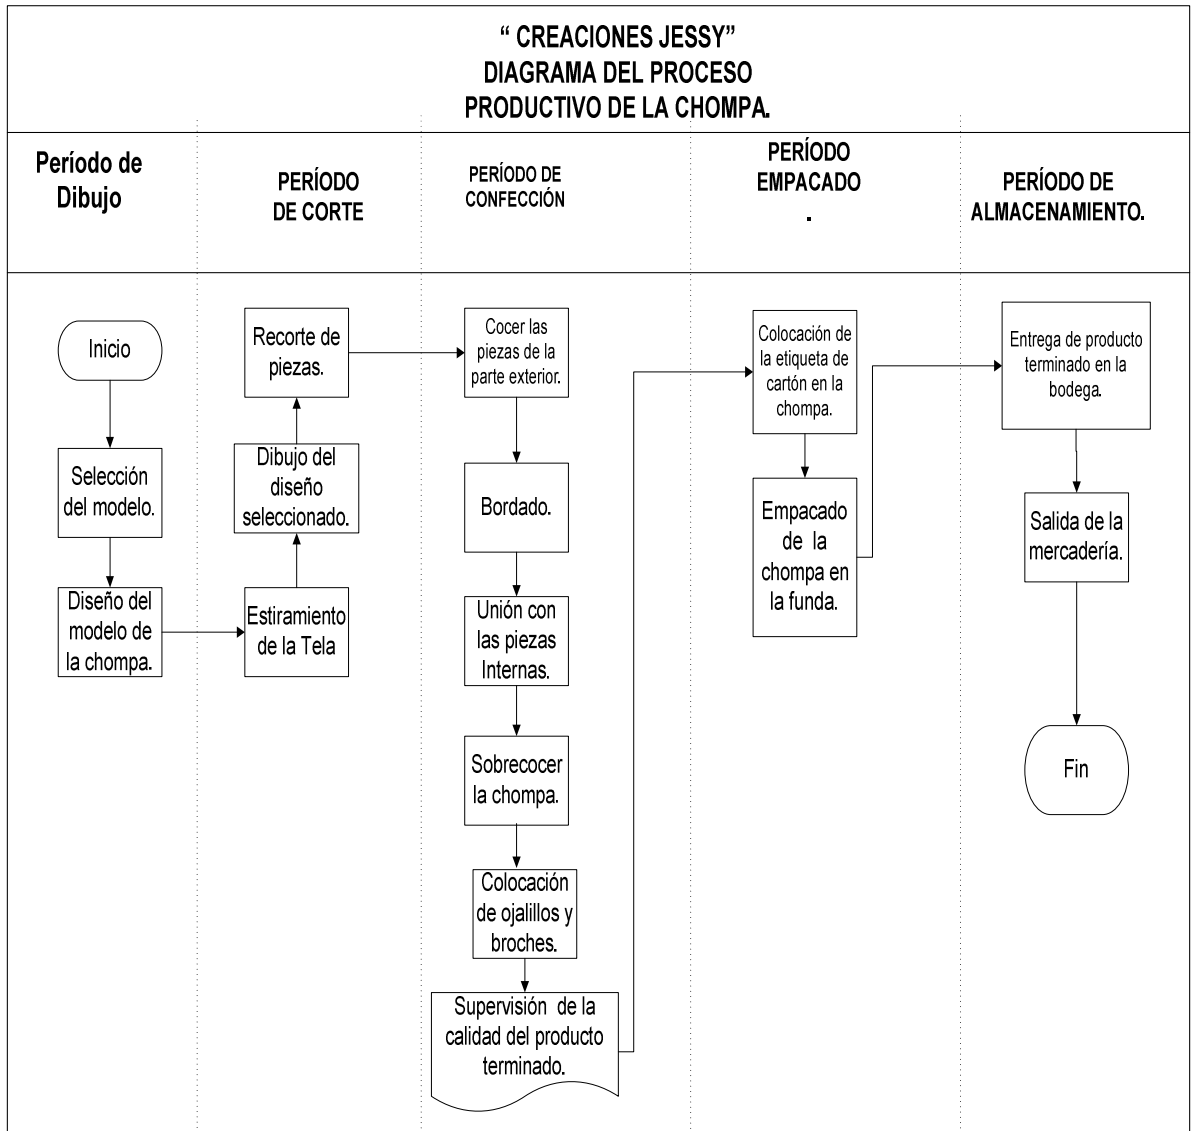 “ CREACIONES JESSY”
DIAGRAMA DEL PROCESO
PRODUCTIVO DE LA CHOMPA.
Período de
Dibujo
PERÍODO
DE CORTE
PERÍODO DE
CONFECCIÓN
PERÍODO
EMPACADO
.
PERÍODO DE
ALMACENAMIENTO.
Inicio
Selección
del modelo.
Diseño del
modelo de
la chompa.
Recorte de
piezas.
Dibujo del
diseño
seleccionado.
Estiramiento
de la Tela
Cocer las
piezas de la
parte exterior.
Bordado.
Unión con
las piezas
Internas.
Sobrecocer
la chompa.
Colocación
de ojalillos y
broches.
Supervisión de la
calidad del producto
terminado.
Colocación de
la etiqueta de
cartón en la
chompa.
Empacado
de la
chompa en
la funda.
Entrega de producto
terminado en la
bodega.
Salida de la
mercadería.
Fin